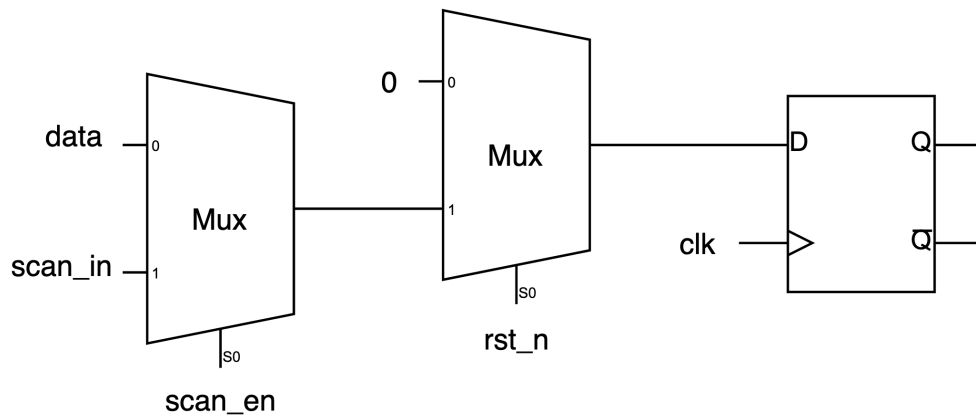 0
0
data
0
Mux
D
Q
Mux
1
scan_in
1
clk
Q̅
S0
rst_n
S0
scan_en